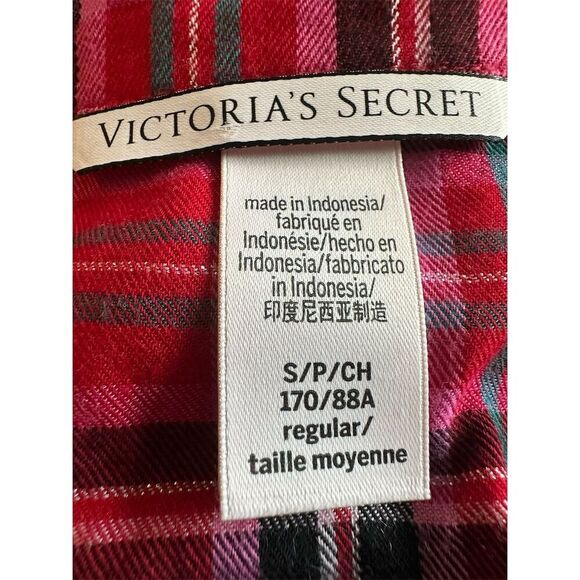 VICTORIA'S SECRET
made in Indonesia/
fabriqué en
Indonésie/hecho en
Indonesia/fabbricato
in Indonesia/
印度尼西亚制造
S/P/CH
170/88A
regular/
taille moyenne